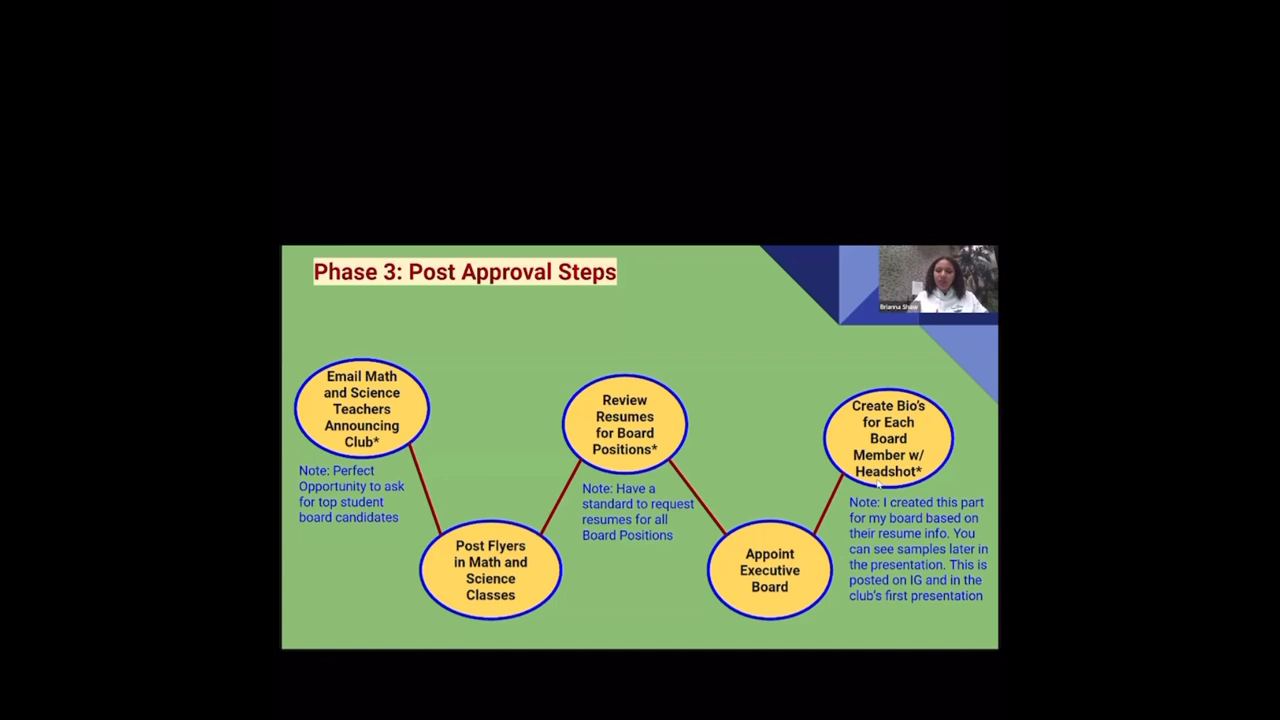 Phase 3: Post Approval Steps
Brianna Shaw
Email Math
and Science
Teachers
Announcing
Club*
Note: Perfect
Opportunity to ask
for top student
board candidates
Post Flyers
in Math and
Science
Classes
Review
Resumes
for Board
Positions*
Note: Have a
standard to request
resumes for all
Board Positions
Appoint
Executive
Board
Create Bio's
for Each
Board
Member w/
Headshot*
Note: I created this part
for my board based on
their resume info. You
can see samples later in
the presentation. This is
posted on IG and in the
club's first presentation